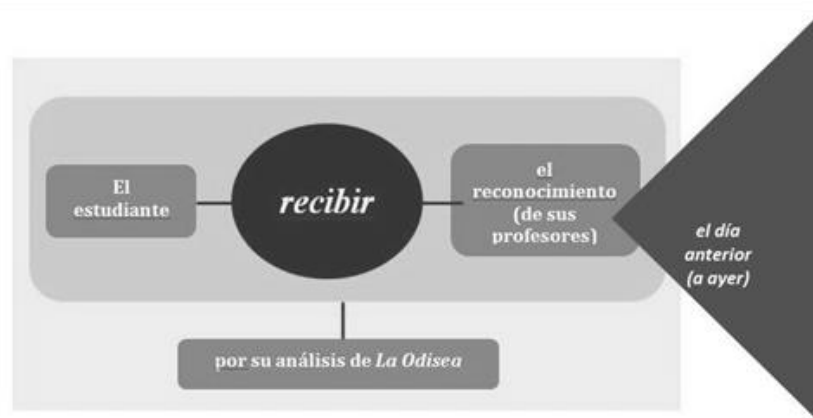 El
estudiante
recibir
el
reconocimiento
(de sus
profesores)
el día
anterior
(a ayer)
por su análisis de La Odisea